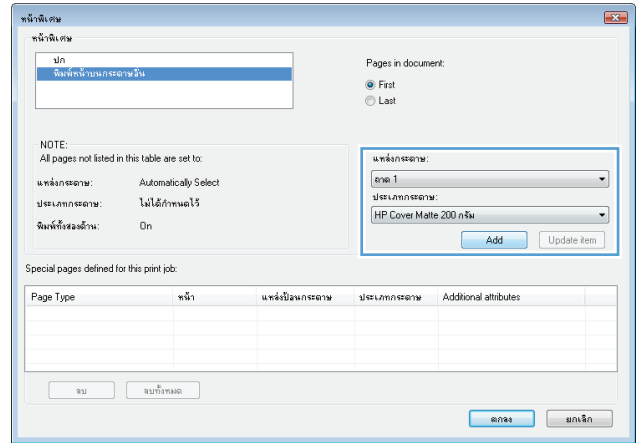 หน้าพิเศษ
หน้าพิเศษ
ปก
พิมพ์หน้าบนกระดาษอื่น
Pages in document:
First
Last
NOTE:
All pages not listed in this table are set to:
แหล่งกระดาษ: Automatically Select
ประเภทกระดาษ: ไม่ได้กำหนดไว้
พิมพ์ทั้งสองด้าน: On
แหล่งกระดาษ:
ถาด 1
ประเภทกระดาษ:
HP Cover Matte 200 กรัม
Add Update item
Special pages defined for this print job:
Page Type หน้า แหล่งป้อนกระดาษ ประเภทกระดาษ Additional attributes
ลบ ลบทั้งหมด
ตกลง ยกเลิก